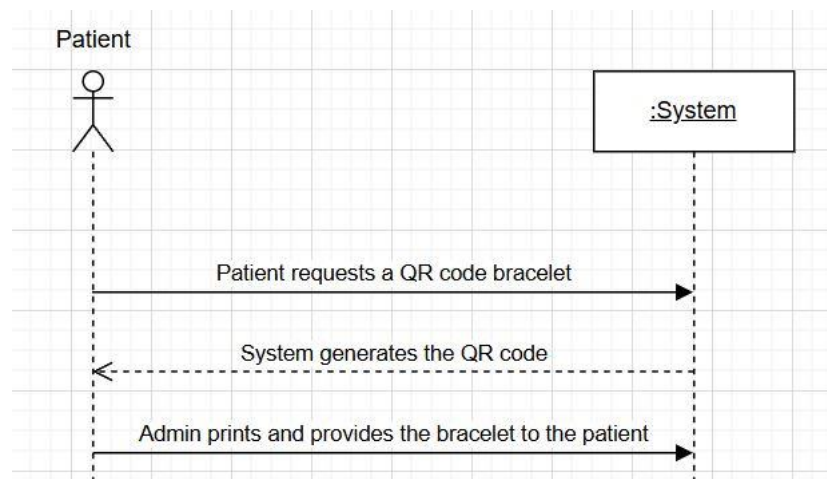 Patient
:System
Patient requests a QR code bracelet
System generates the QR code
Admin prints and provides the bracelet to the patient